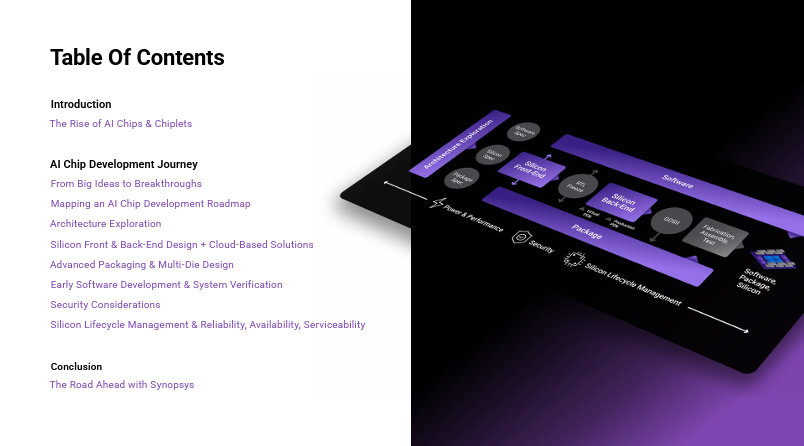 Table Of Contents
Introduction
The Rise of AI Chips & Chiplets
AI Chip Development Journey
From Big Ideas to Breakthroughs
Mapping an AI Chip Development Roadmap
Architecture Exploration
Silicon Front & Back-End Design + Cloud-Based Solutions
Advanced Packaging & Multi-Die Design
Early Software Development & System Verification
Security Considerations
Silicon Lifecycle Management & Reliability, Availability, Serviceability
Conclusion
The Road Ahead with Synopsys
Architecture Exploration
Software
Spec
Silicon
Spec
Package
Spec
Silicon
Front-End
RTL
Freeze
Software
Silicon
Back-End
Virtual
PDK
Production
PDK
GDSII
Fabrication,
Assembly,
Test
Package
Power & Performance
Security
Silicon Lifecycle Management
Software,
Package,
Silicon